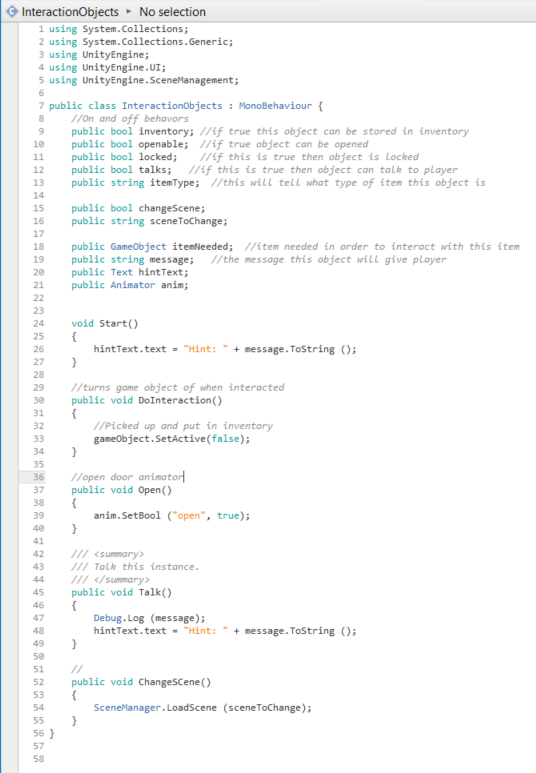 InteractionObjects ▸ No selection
1 using System.Collections;
2 using System.Collections.Generic;
3 using UnityEngine;
4 using UnityEngine.UI;
5 using UnityEngine.SceneManagement;
6
7 public class InteractionObjects : MonoBehaviour {
8     //On and off behavors
9     public bool inventory; //if true this object can be stored in inventory
10     public bool openable;  //if true object can be opened
11     public bool locked;    //if this is true then object is locked
12     public bool talks;   //if this is true then object can talk to player
13     public string itemType;  //this will tell what type of item this object is
14
15     public bool changeScene;
16     public string sceneToChange;
17
18     public GameObject itemNeeded;  //item needed in order to interact with this item
19     public string message;   //the message this object will give player
20     public Text hintText;
21     public Animator anim;
22
23
24     void Start()
25     {
26         hintText.text = "Hint: " + message.ToString ();
27     }
28
29     //turns game object of when interacted
30     public void DoInteraction()
31     {
32         //Picked up and put in inventory
33         gameObject.SetActive(false);
34     }
35
36     //open door animator
37     public void Open()
38     {
39         anim.SetBool ("open", true);
40     }
41
42     /// <summary>
43     /// Talk this instance.
44     /// </summary>
45     public void Talk()
46     {
47         Debug.Log (message);
48         hintText.text = "Hint: " + message.ToString ();
49     }
50
51     //
52     public void ChangeSCene()
53     {
54         SceneManager.LoadScene (sceneToChange);
55     }
56 }
57
58